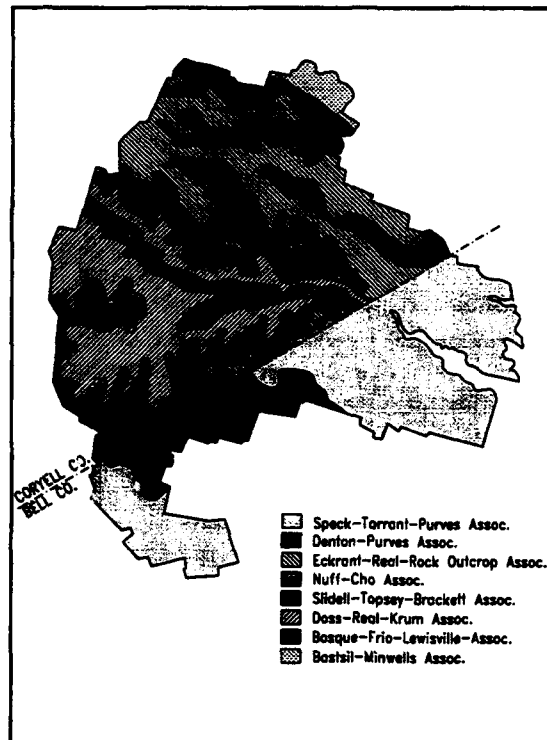 CORYELL CO.
BELL CO.
Speck-Tarrant-Purves Assoc.
Denton-Purves Assoc.
Eckrant-Real-Rock Outcrop Assoc.
Nuff-Cho Assoc.
Slidell-Topsey-Brackett Assoc.
Doss-Real-Krum Assoc.
Bosque-Frio-Lewisville-Assoc.
Bastsil-Minwells Assoc.